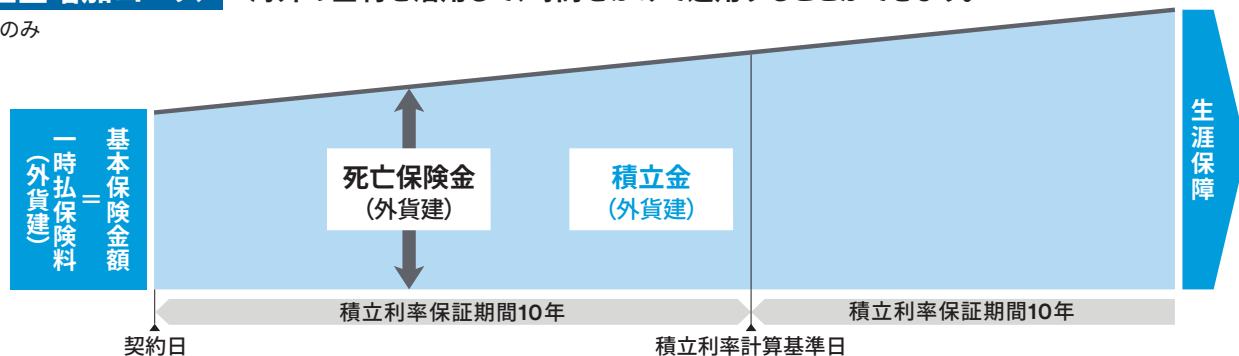 のみ
基本保険金額
＝
一時払保険料
（外貨建）
死亡保険金
（外貨建）
積立金
（外貨建）
生涯保障
積立利率保証期間10年
積立利率保証期間10年
契約日
積立利率計算基準日